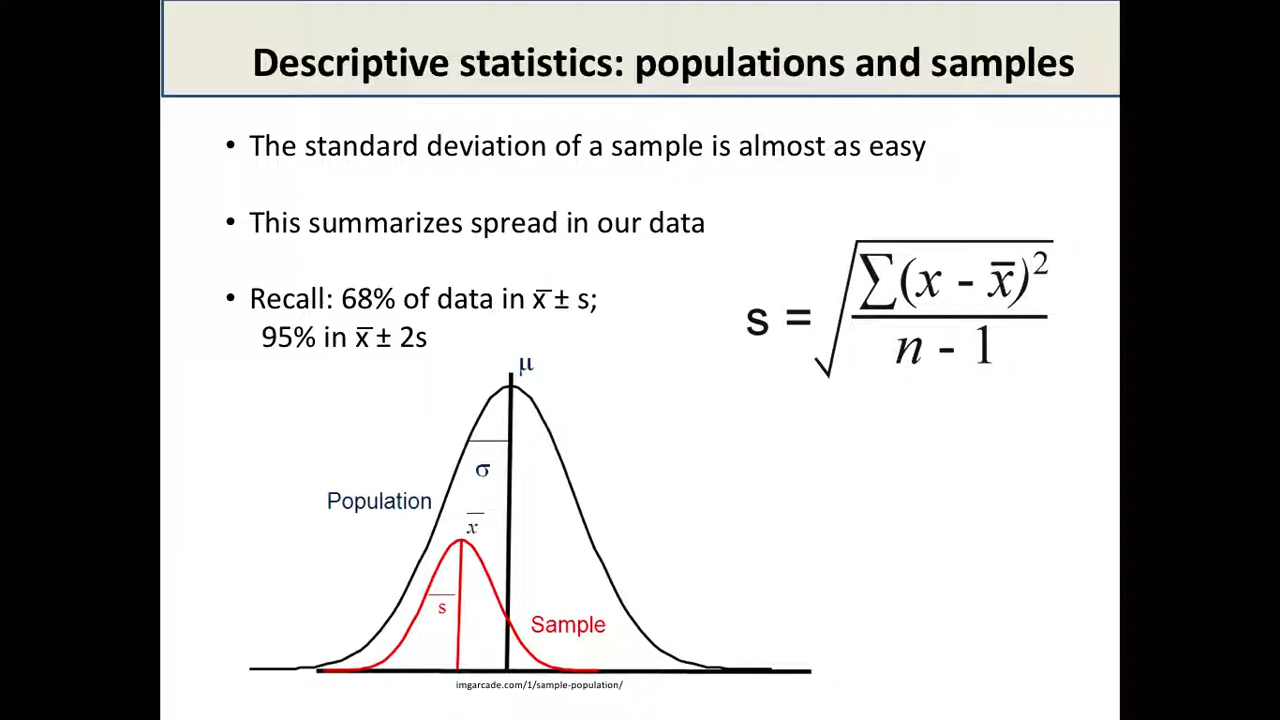 Descriptive statistics: populations and samples
• The standard deviation of a sample is almost as easy
• This summarizes spread in our data
• Recall: 68% of data in x̅ ± s;
95% in x̅ ± 2s
s = √(∑(x - x̅)² / (n - 1))
μ
σ
Population
x̅
s
Sample
imgarcade.com/1/sample-population/